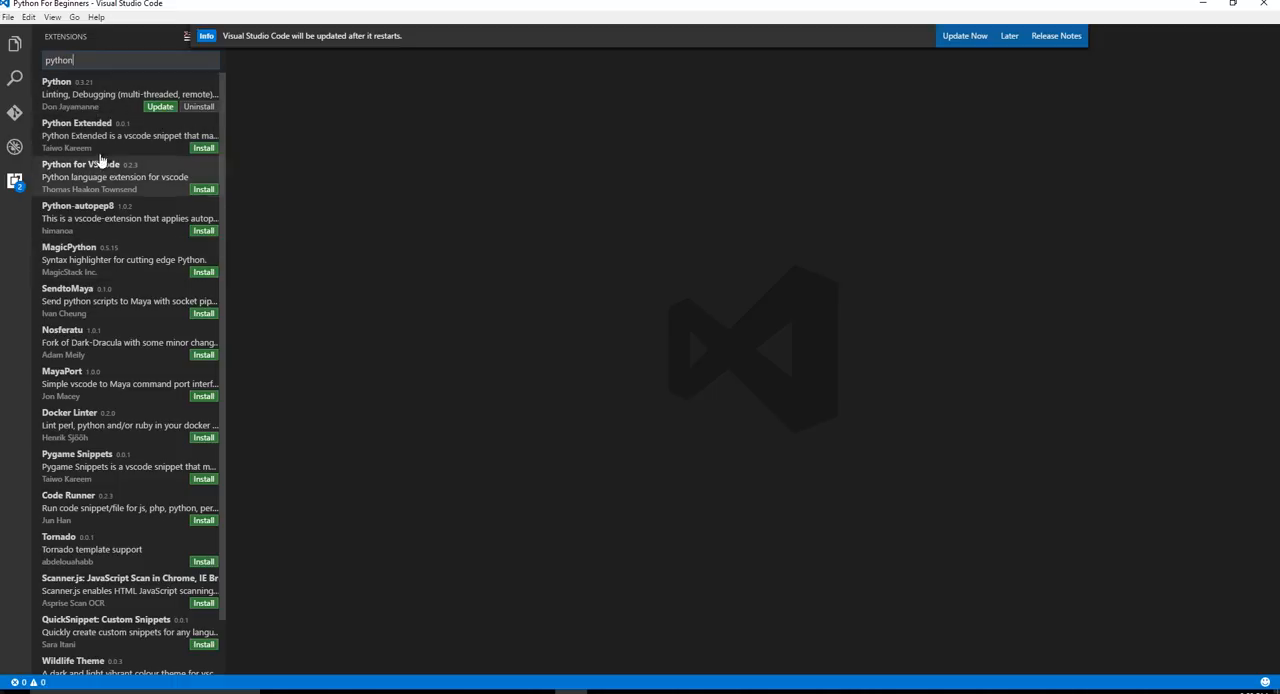 Python For Beginners - Visual Studio Code
File Edit View Go Help
EXTENSIONS
Info Visual Studio Code will be updated after it restarts. Update Now Later Release Notes
python
Python 0.3.21
Linting, Debugging (multi-threaded, remote)...
Don Jayamanne Update Uninstall
Python Extended 0.0.1
Python Extended is a vscode snippet that ma...
Taiwo Kareem Install
Python for VSCode 0.2.3
Python language extension for vscode
Thomas Haakon Townsend Install
Python-autopep8 1.0.2
This is a vscode-extension that applies autop...
himanoa Install
MagicPython 0.5.15
Syntax highlighter for cutting edge Python.
MagicStack Inc. Install
SendtoMaya 0.1.0
Send python scripts to Maya with socket pip...
Ivan Cheung Install
Nosferatu 1.0.1
Fork of Dark-Dracula with some minor chang...
Adam Meily Install
MayaPort 1.0.0
Simple vscode to Maya command port interf...
Jon Macey Install
Docker Linter 0.2.0
Lint perl, python and/or ruby in your docker ...
Henrik Sjööh Install
Pygame Snippets 0.0.1
Pygame Snippets is a vscode snippet that m...
Taiwo Kareem Install
Code Runner 0.2.3
Run code snippet/file for js, php, python, per...
Jun Han Install
Tornado 0.0.1
Tornado template support
abdelouahabb Install
Scanner.js: JavaScript Scan in Chrome, IE Br
Scanner.js enables HTML JavaScript scanning...
Asprise Scan OCR Install
QuickSnippet: Custom Snippets 0.0.1
Quickly create custom snippets for any langu...
Sara Itani Install
Wildlife Theme 0.0.3
A dark and light vibrant colour theme for vsc...
2
0 0